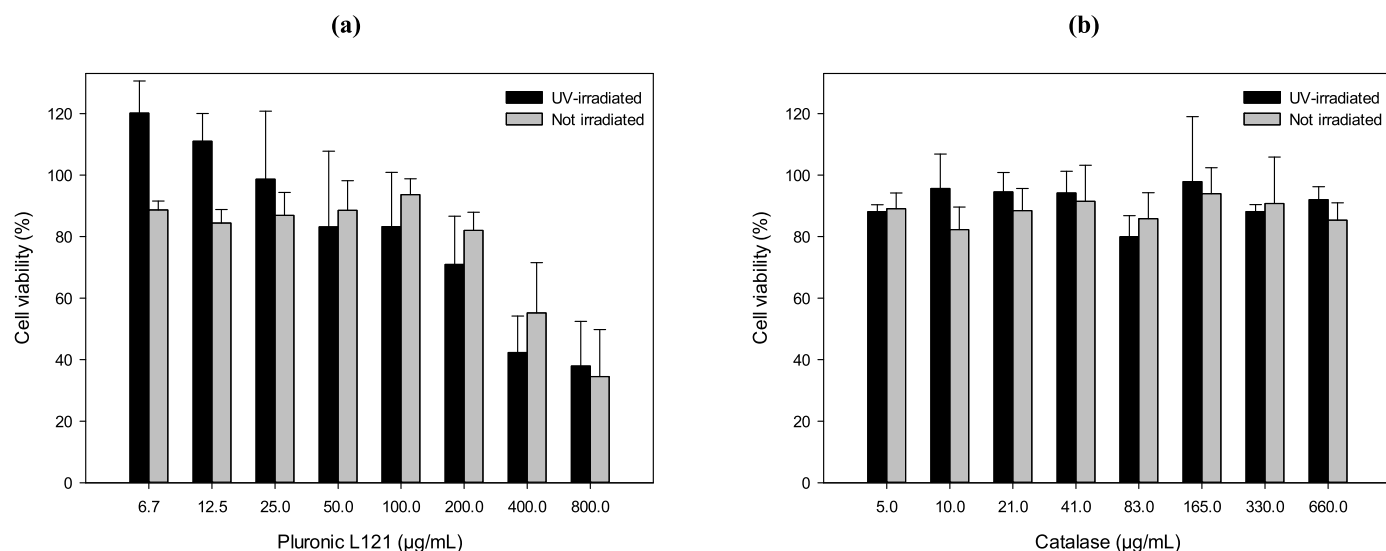 (a)
Cell viability (%)
120
100
80
60
40
20
0
UV-irradiated
Not irradiated
6.7 12.5 25.0 50.0 100.0 200.0 400.0 800.0
Pluronic L121 (µg/mL)
(b)
Cell viability (%)
120
100
80
60
40
20
0
UV-irradiated
Not irradiated
5.0 10.0 21.0 41.0 83.0 165.0 330.0 660.0
Catalase (µg/mL)